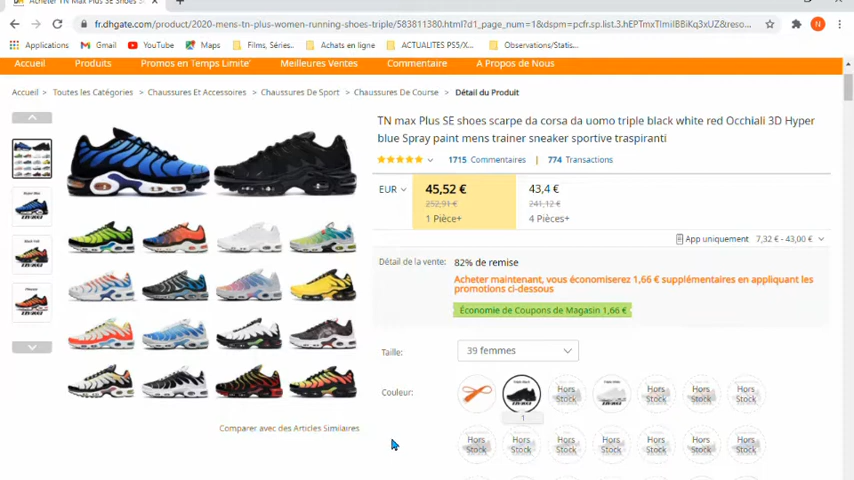 Acheter TN Max Plus SE Shoes S
fr.dhgate.com/product/2020-mens-tn-plus-women-running-shoes-triple/583811380.html?d1_page_num=1&dspm=pcfr.sp.list.3.hEPTmxTlmiIBBiKq3xUZ&reso...
N
Applications Gmail YouTube Maps Films, Séries.. Achats en ligne ACTUALITES PS5/X... Observations/Statis...
Accueil Produits Promo en Temps Limite' Meilleures Ventes Commentaire A Propos de Nous
Accueil > Toutes les Catégories > Chaussures Et Accessoires > Chaussures De Sport > Chaussures De Course > Détail du Produit
TN max Plus SE shoes scarpe da corsa da uomo triple black white red Occhiali 3D Hyper
blue Spray paint mens trainer sneaker sportive traspiranti
1715 Commentaires | 774 Transactions
EUR 45,52 € 43,4 €
252,91 € 241,12 €
1 Pièce+ 4 Pièces+
App uniquement 7,32 € - 43,00 €
Détail de la vente: 82% de remise
Acheter maintenant, vous économiserez 1,66 € supplémentaires en appliquant les
promotions ci-dessous
Économie de Coupons de Magasin 1,66 €
Taille: 39 femmes
Couleur: Hors Stock Hors Stock Hors Stock Hors Stock
1
Comparer avec des Articles Similaires
Hors Stock Hors Stock Hors Stock Hors Stock Hors Stock Hors Stock Hors Stock